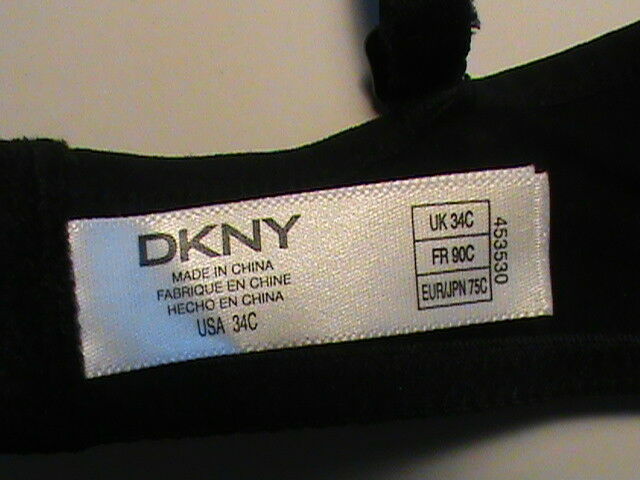 DKNY
MADE IN CHINA
FABRIQUE EN CHINE
HECHO EN CHINA
USA 34C
UK 34C
FR 90C
EUR/JPN 75C
453530